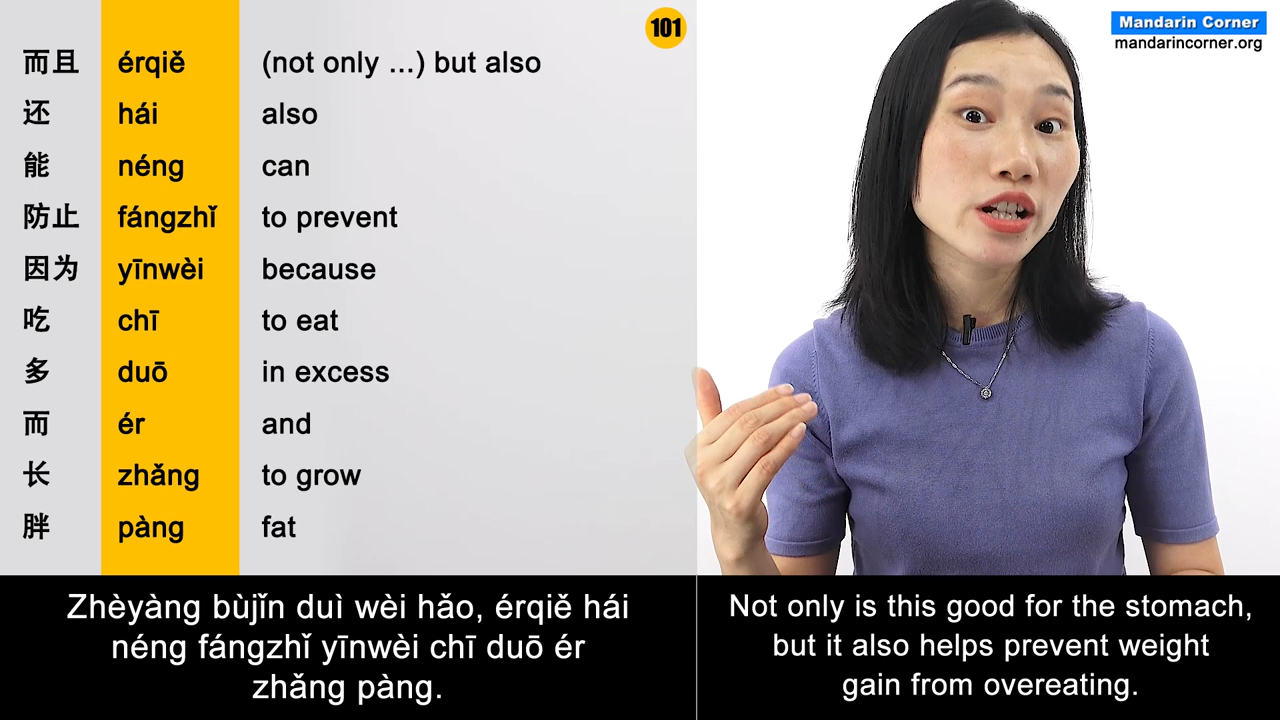 101
Mandarin Corner
mandarincorner.org
而且 érqiě (not only ...) but also
还 hái also
能 néng can
防止 fángzhǐ to prevent
因为 yīnwèi because
吃 chī to eat
多 duō in excess
而 ér and
长 zhǎng to grow
胖 pàng fat
Zhèyàng bùjǐn duì wèi hǎo, érqiě hái
néng fángzhǐ yīnwèi chī duō ér
zhǎng pàng.
Not only is this good for the stomach,
but it also helps prevent weight
gain from overeating.